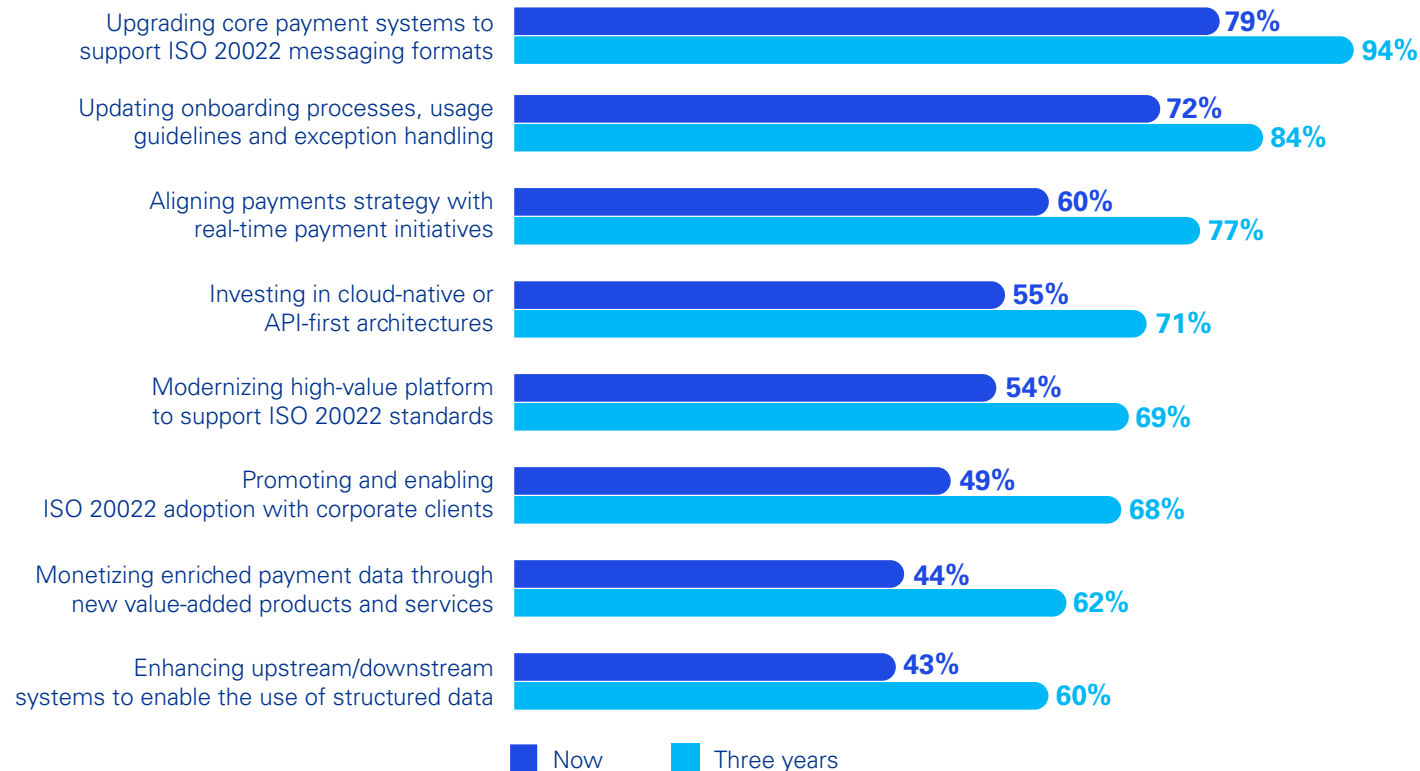 Upgrading core payment systems to
support ISO 20022 messaging formats
79%
94%
Updating onboarding processes, usage
guidelines and exception handling
72%
84%
Aligning payments strategy with
real-time payment initiatives
60%
77%
Investing in cloud-native or
API-first architectures
55%
71%
Modernizing high-value platform
to support ISO 20022 standards
54%
69%
Promoting and enabling
ISO 20022 adoption with corporate clients
49%
68%
Monetizing enriched payment data through
new value-added products and services
44%
62%
Enhancing upstream/downstream
systems to enable the use of structured data
43%
60%
Now
Three years